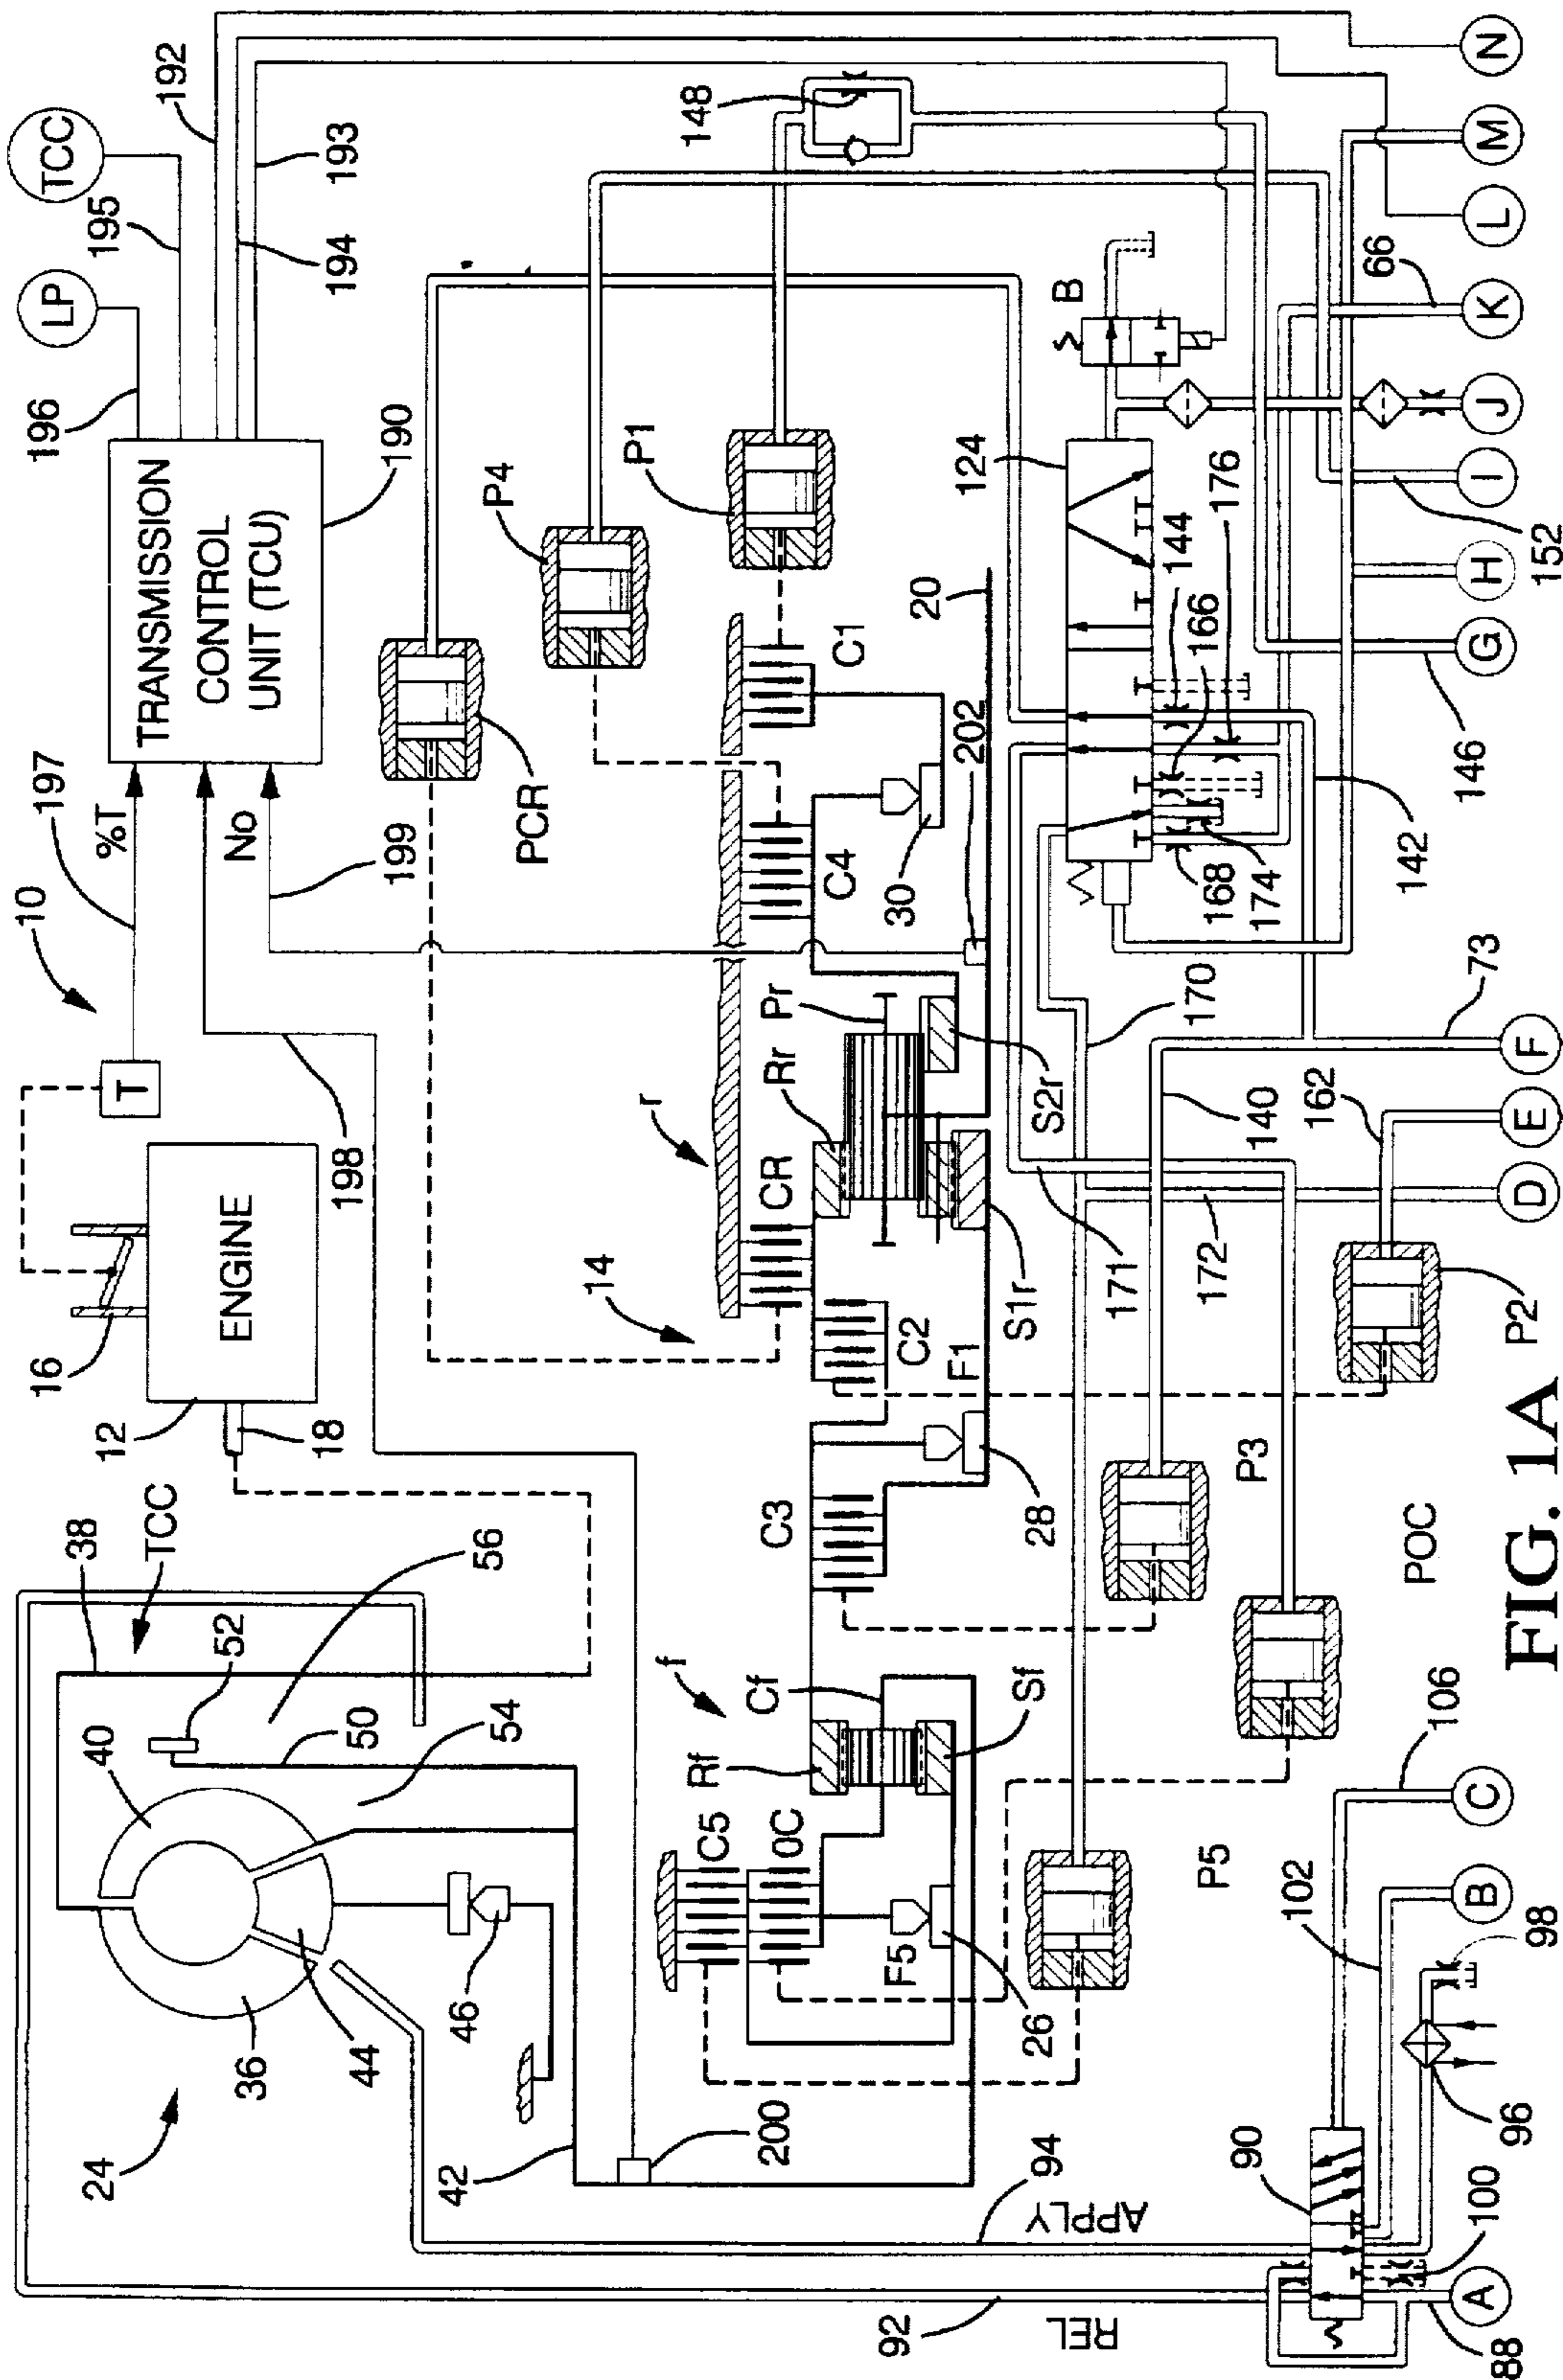 10
197
%T
No
199
TRANSMISSION
CONTROL
UNIT (TCU)
196
LP
195
TCC
192
194
193
190
T
16
ENGINE
12
18
198
38
TCC
52
56
40
50
54
24
36
44
46
42
200
94
APPLY
92
REL
PCR
P4
P1
148
14
r
CR
C2
C3
C4
C1
30
202
20
Rr
Pr
S2r
S1r
F1
28
f
Cf
Rf
Sf
C5
OC
F5
26
P5
POC
P3
P2
124
B
144
166
176
168
174
142
170
140
171
172
162
73
146
152
66
90
106
102
98
96
100
88
A
B
C
D
E
F
G
H
I
J
K
L
M
N
FIG. 1A